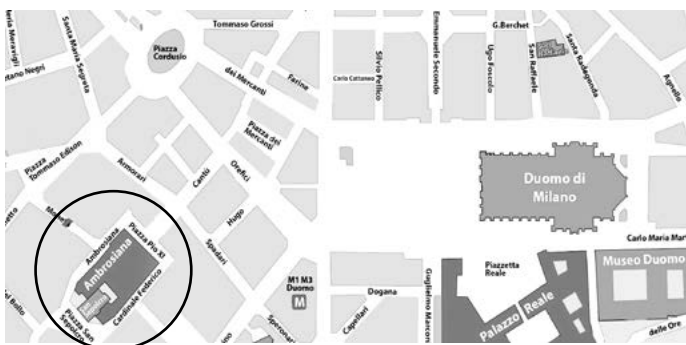 Tommaso Grossi
Santa Maria Segreta
Piazza
Cordusio
dei Mercanti
Farine
Piazza dei
Mercanti
Orefici
Cantù
Armorari
Hugo
Spadari
Piazza
Tommaso Edison
Ambrosiana
Piazza Pio XI
Ambrosiana
Cardinale Federico
Piazza San
Sepolcro
M1 M3
Duomo
M
Silvio Pellico
Carlo Cattaneo
Emmanuele Secondo
Ugo Foscolo
G.Berchet
San Raffaele
Santa Radegonda
Agnello
Duomo di
Milano
Carlo Maria Mart
Museo Duomo
Piazzetta
Reale
Palazzo Reale
Dogana
Cappellari
Guglielmo Marconi
delle Ore